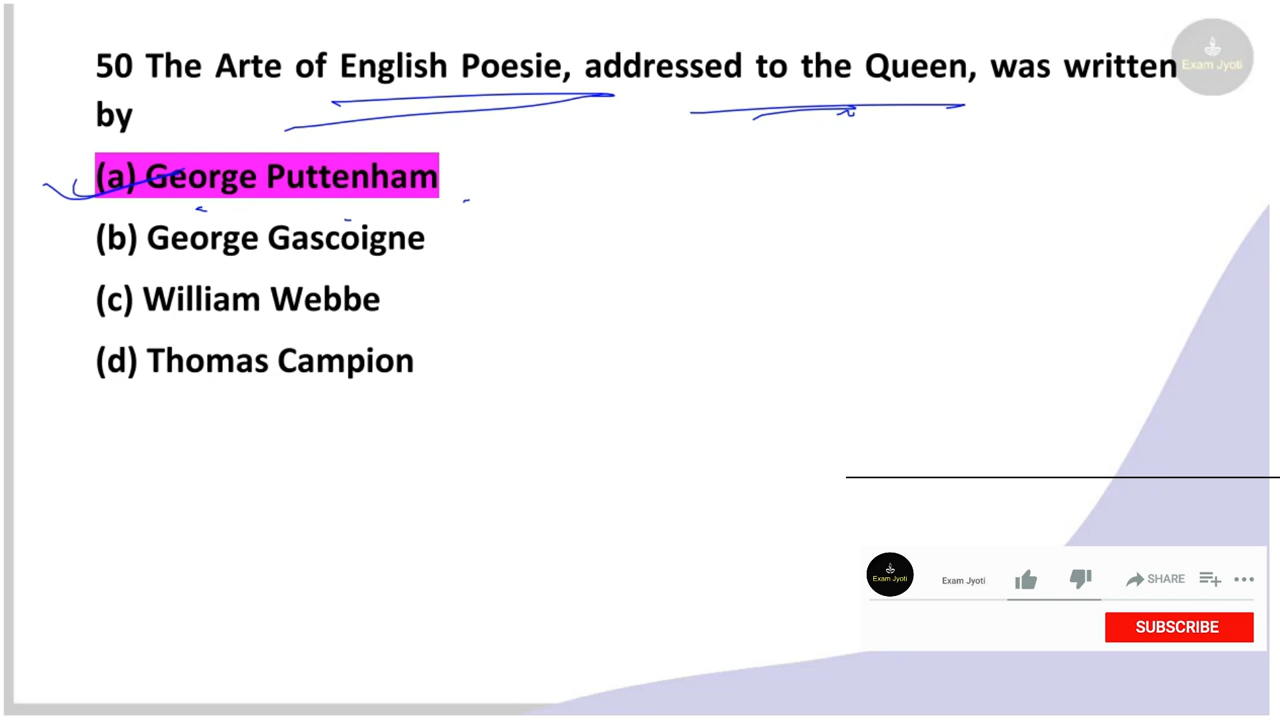 50 The Arte of English Poesie, addressed to the Queen, was written
by
Exam Jyoti
(a) George Puttenham
(b) George Gascoigne
(c) William Webbe
(d) Thomas Campion
Exam Jyoti
Exam Jyoti
SHARE
SUBSCRIBE